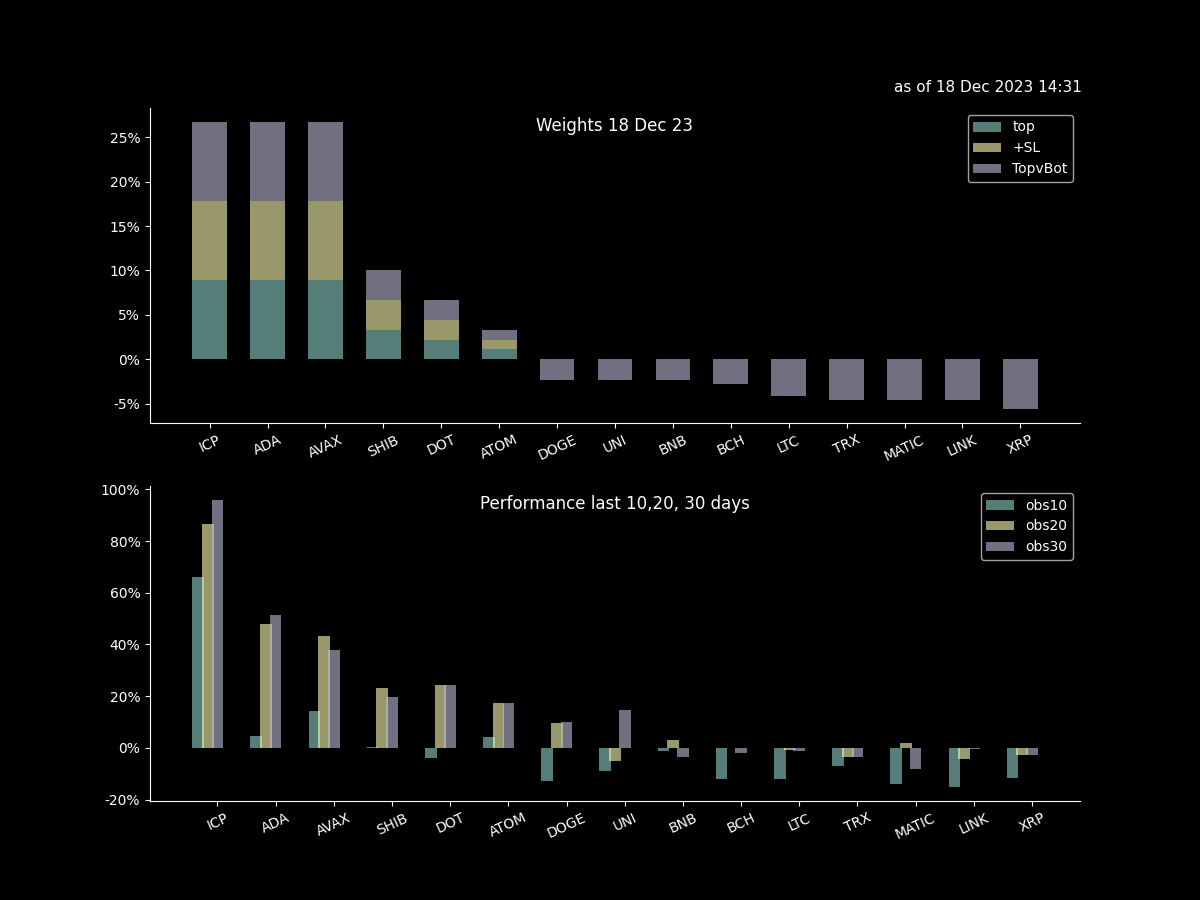 as of 18 Dec 2023 14:31
Weights 18 Dec 23
top
+SL
TopvBot
25%
20%
15%
10%
5%
0%
-5%
ICP ADA AVAX SHIB DOT ATOM DOGE UNI BNB BCH LTC TRX MATIC LINK XRP
Performance last 10,20, 30 days
obs10
obs20
obs30
100%
80%
60%
40%
20%
0%
-20%
ICP ADA AVAX SHIB DOT ATOM DOGE UNI BNB BCH LTC TRX MATIC LINK XRP